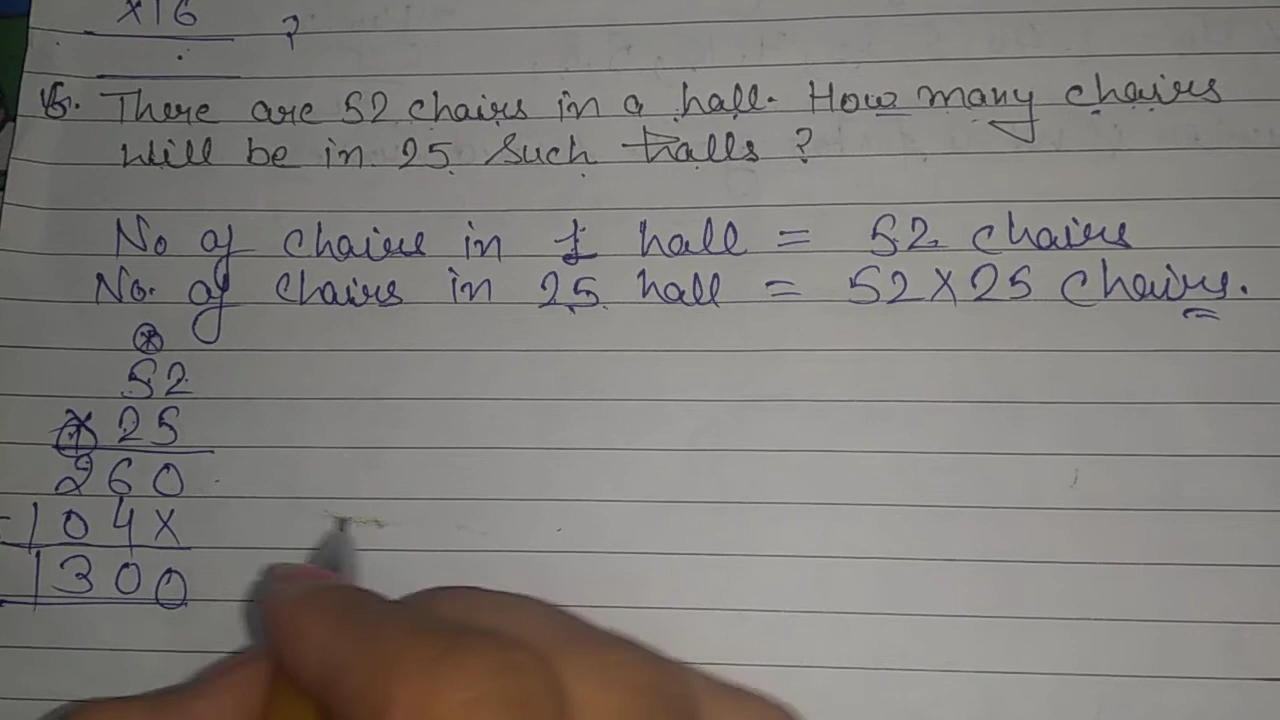 ×16
?
Q. There are 52 chairs in a hall. How many chairs
will be in 25 such halls ?
No of chairs in 1 hall = 52 chairs
No. of chairs in 25 hall = 52×25 chairs.
52
× 25
260
104×
1300